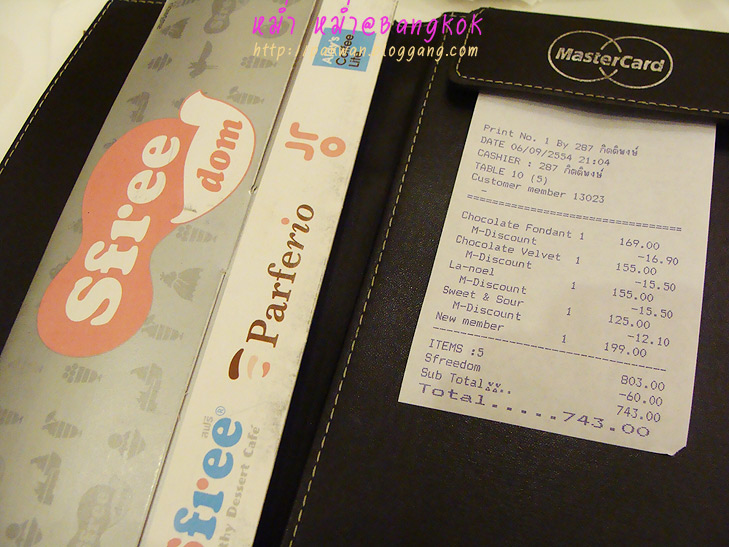 หม่ำ หม่ำ@BANGKOK
Sfree
dom
Parferio
Sfree®
สฟรี
thy Dessert Café
MasterCard
Print No. 1 By 287 กิตติพงษ์
DATE 06/09/2554 21:04
CASHIER : 287 กิตติพงษ์
TABLE 10 (5)
Customer member 13023
-
================================
Chocolate Fondant 1 169.00
M-Discount -16.90
Chocolate Velvet 1 155.00
M-Discount -15.50
La-noel 1 155.00
M-Discount -15.50
Sweet & Sour 1 125.00
M-Discount -12.10
New member 1 199.00
--------------------------------
ITEMS :5 803.00
Sfreedom -60.00
Sub Total 743.00
Total.....743.00